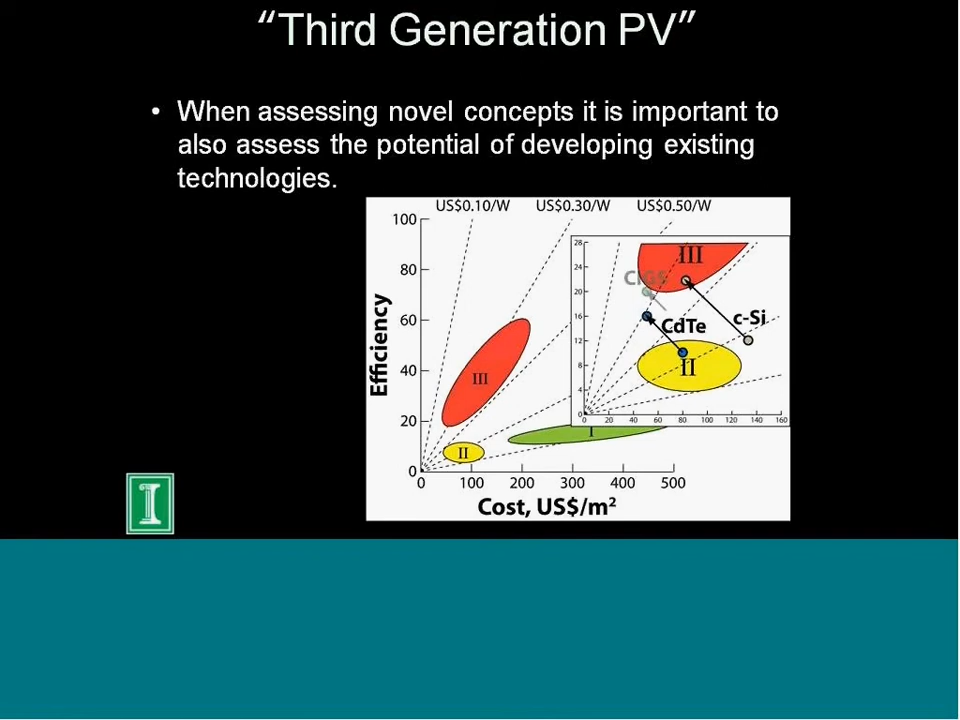 “Third Generation PV”
• When assessing novel concepts it is important to
also assess the potential of developing existing
technologies.
US$0.10/W US$0.30/W US$0.50/W
100
80
60
40
20
0
Efficiency
0 100 200 300 400 500
Cost, US$/m²
III
II
I
28
24
20
16
12
8
4
0
0 20 40 60 80 100 120 140 160
III
CIGS
CdTe
c-Si
II
I